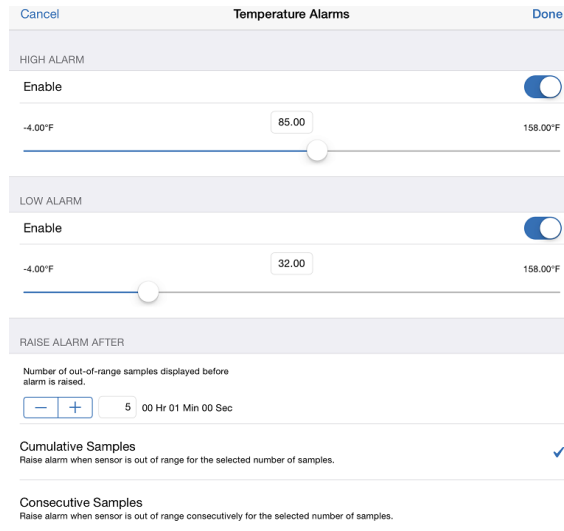 Cancel Temperature Alarms Done
HIGH ALARM
Enable
85.00
-4.00°F 158.00°F
LOW ALARM
Enable
32.00
-4.00°F 158.00°F
RAISE ALARM AFTER
Number of out-of-range samples displayed before
alarm is raised.
— + 5 00 Hr 01 Min 00 Sec
Cumulative Samples
Raise alarm when sensor is out of range for the selected number of samples.
Consecutive Samples
Raise alarm when sensor is out of range consecutively for the selected number of samples.